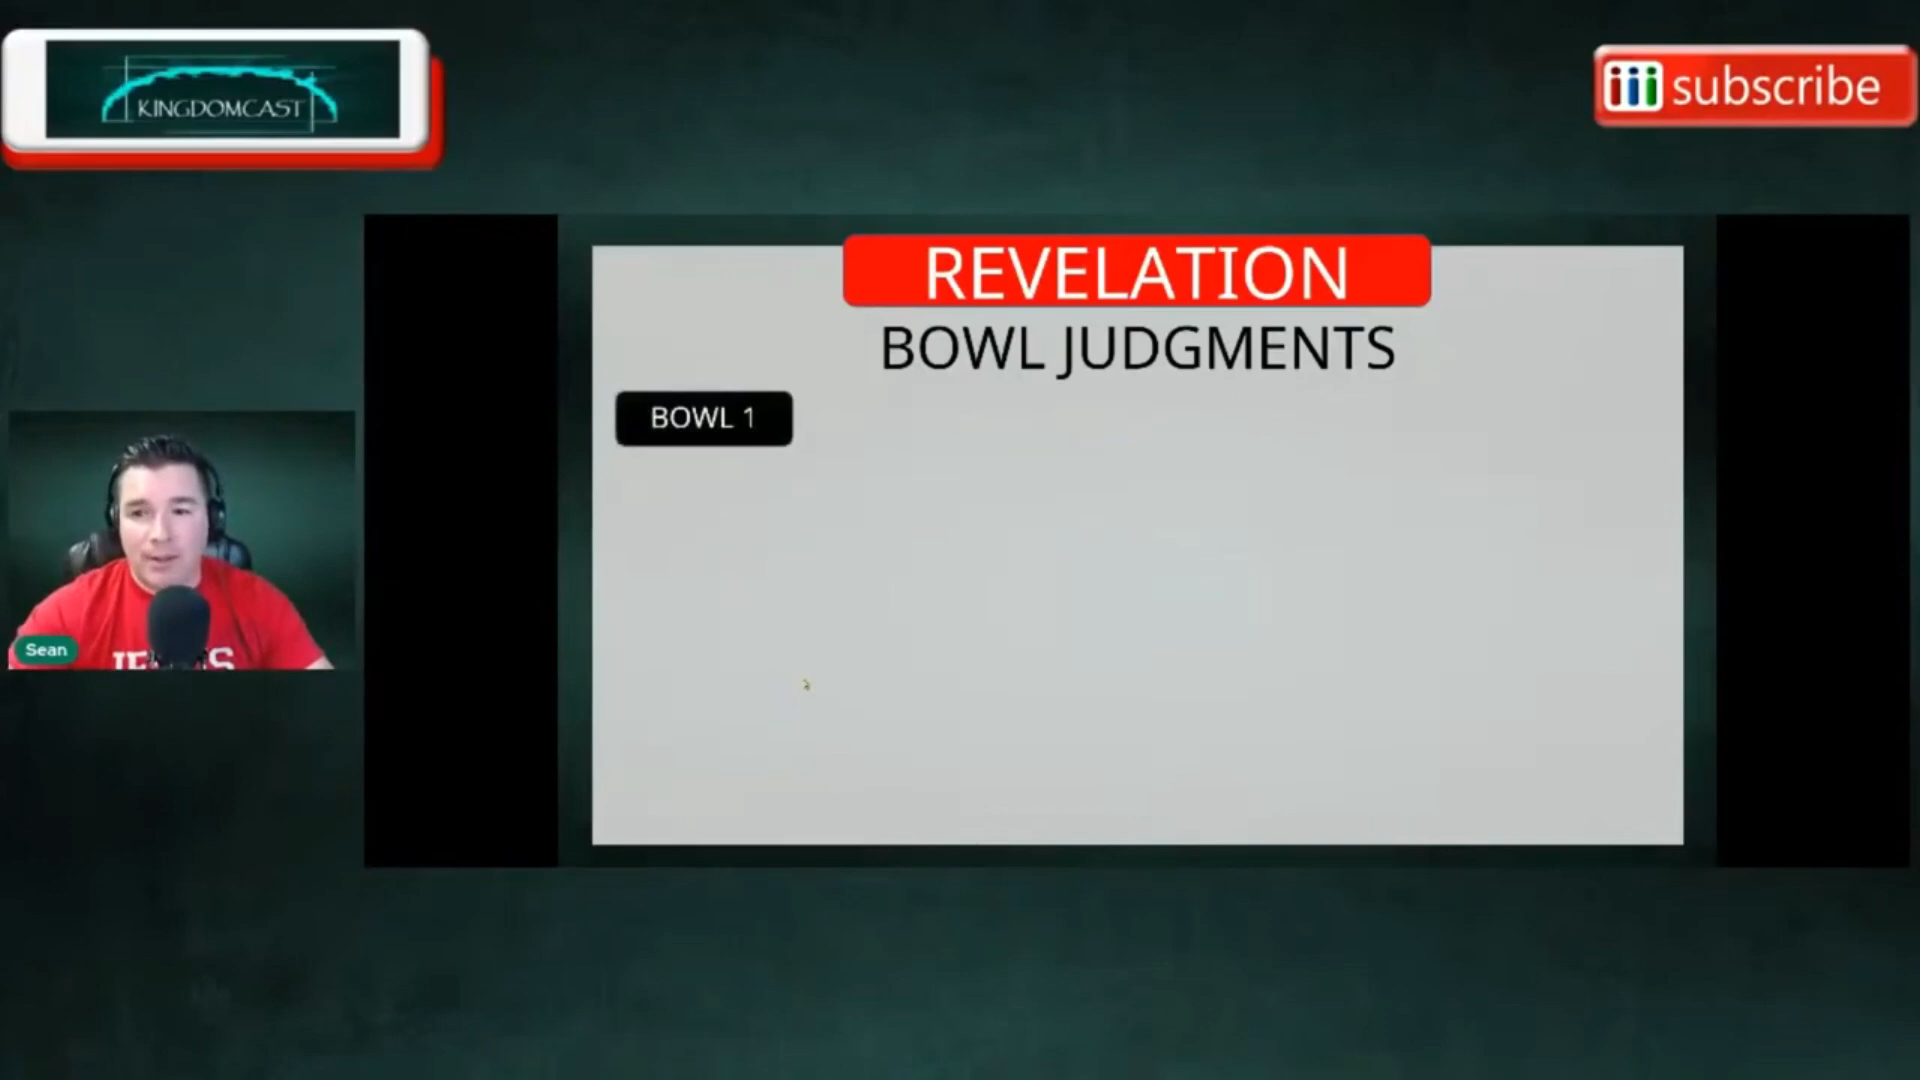 KINGDOMCAST
subscribe
REVELATION
BOWL JUDGMENTS
BOWL 1
Sean